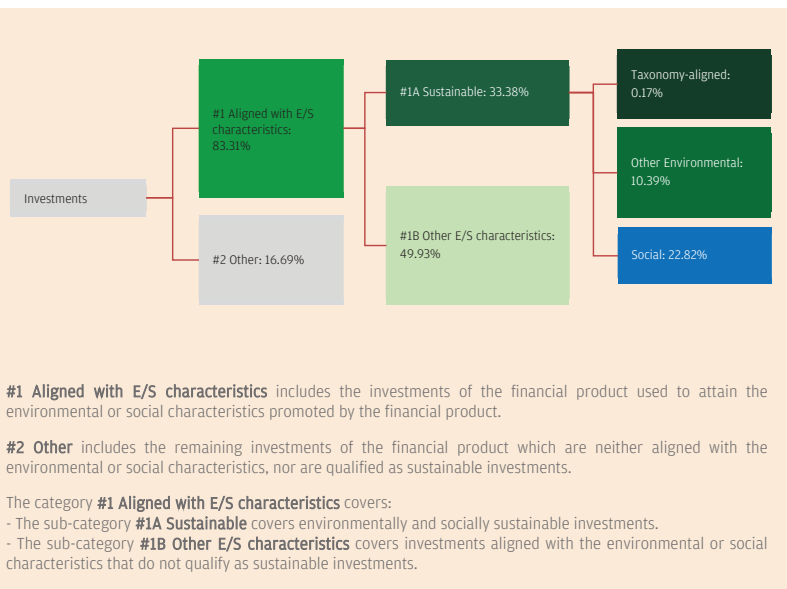 Investments
#1 Aligned with E/S
characteristics:
83.31%
#2 Other: 16.69%
#1A Sustainable: 33.38%
#1B Other E/S characteristics:
49.93%
Taxonomy-aligned:
0.17%
Other Environmental:
10.39%
Social: 22.82%
#1 Aligned with E/S characteristics includes the investments of the financial product used to attain the
environmental or social characteristics promoted by the financial product.
#2 Other includes the remaining investments of the financial product which are neither aligned with the
environmental or social characteristics, nor are qualified as sustainable investments.
The category #1 Aligned with E/S characteristics covers:
- The sub-category #1A Sustainable covers environmentally and socially sustainable investments.
- The sub-category #1B Other E/S characteristics covers investments aligned with the environmental or social
characteristics that do not qualify as sustainable investments.